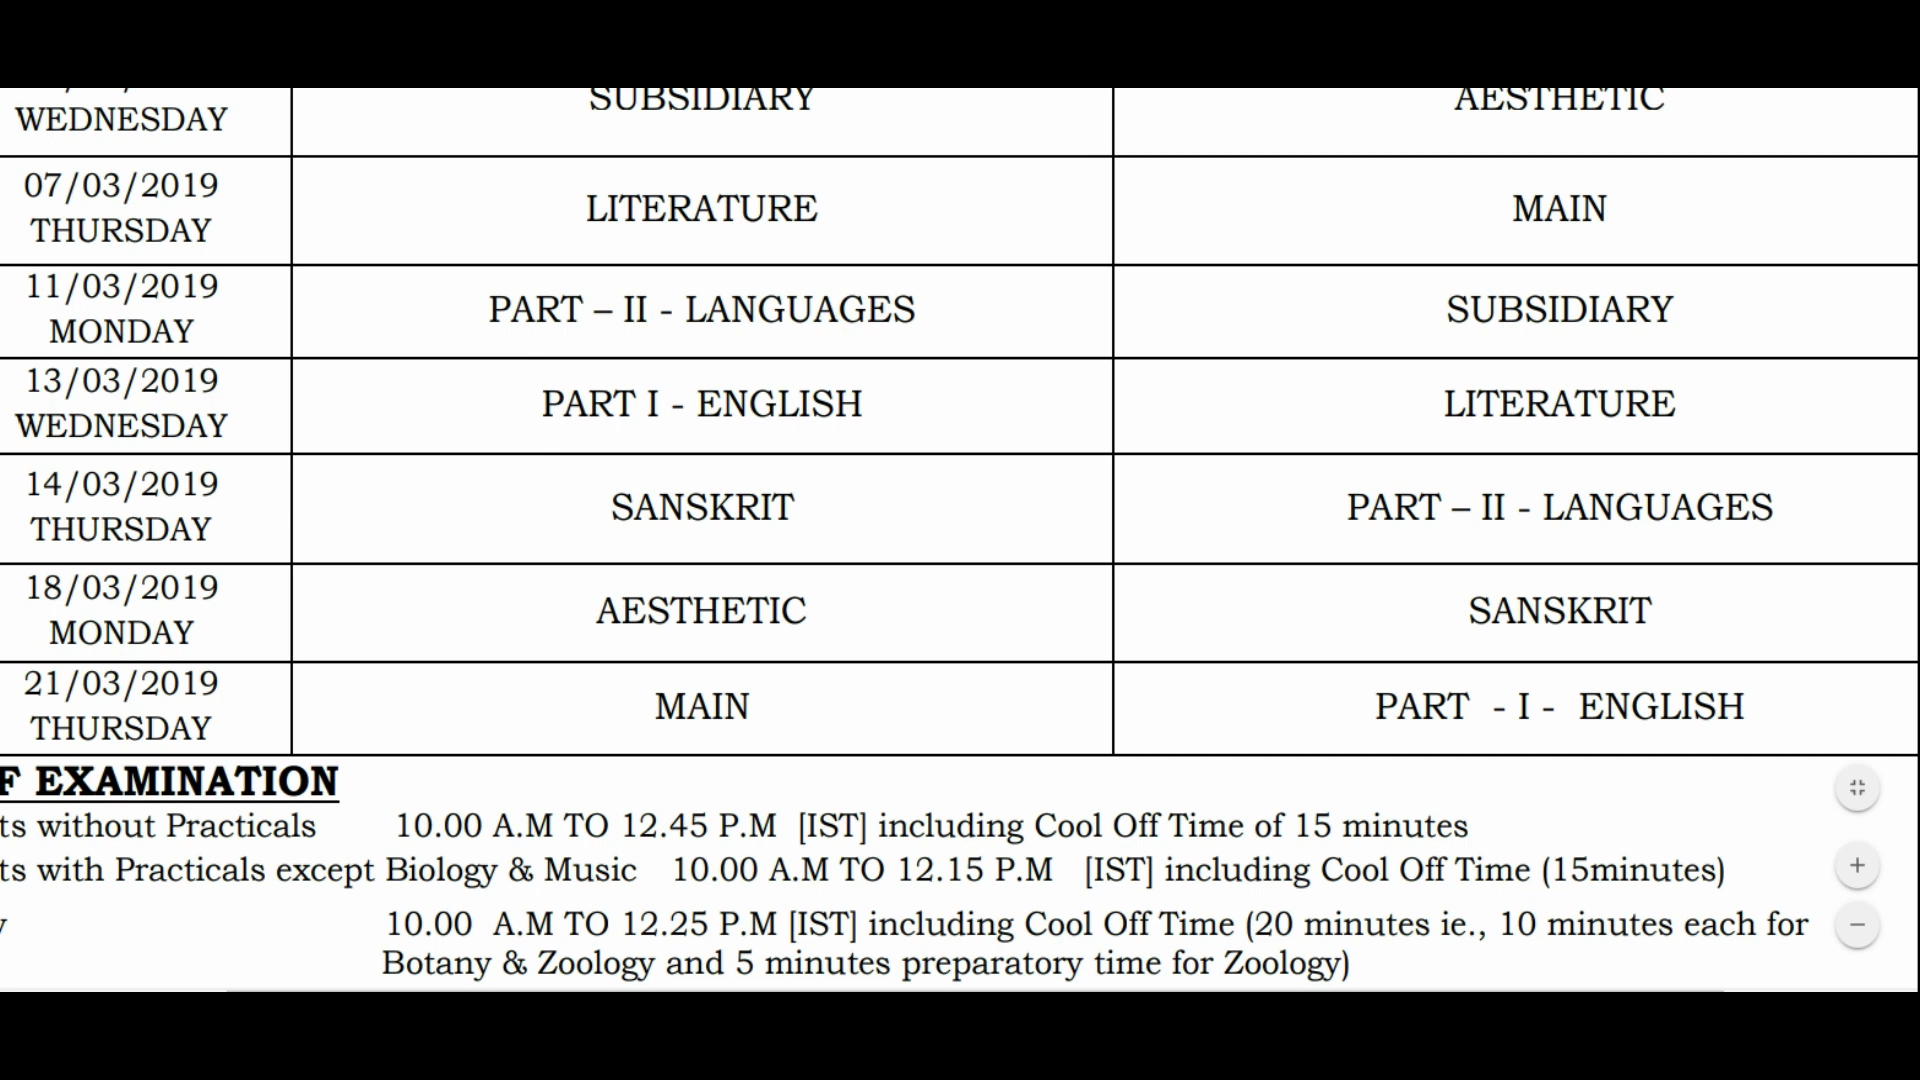 WEDNESDAY SUBSIDIARY AESTHETIC
07/03/2019
THURSDAY LITERATURE MAIN
11/03/2019
MONDAY PART – II - LANGUAGES SUBSIDIARY
13/03/2019
WEDNESDAY PART I - ENGLISH LITERATURE
14/03/2019
THURSDAY SANSKRIT PART – II - LANGUAGES
18/03/2019
MONDAY AESTHETIC SANSKRIT
21/03/2019
THURSDAY MAIN PART - I - ENGLISH
F EXAMINATION
ts without Practicals 10.00 A.M TO 12.45 P.M [IST] including Cool Off Time of 15 minutes
ts with Practicals except Biology & Music 10.00 A.M TO 12.15 P.M [IST] including Cool Off Time (15minutes)
y 10.00 A.M TO 12.25 P.M [IST] including Cool Off Time (20 minutes ie., 10 minutes each for
Botany & Zoology and 5 minutes preparatory time for Zoology)